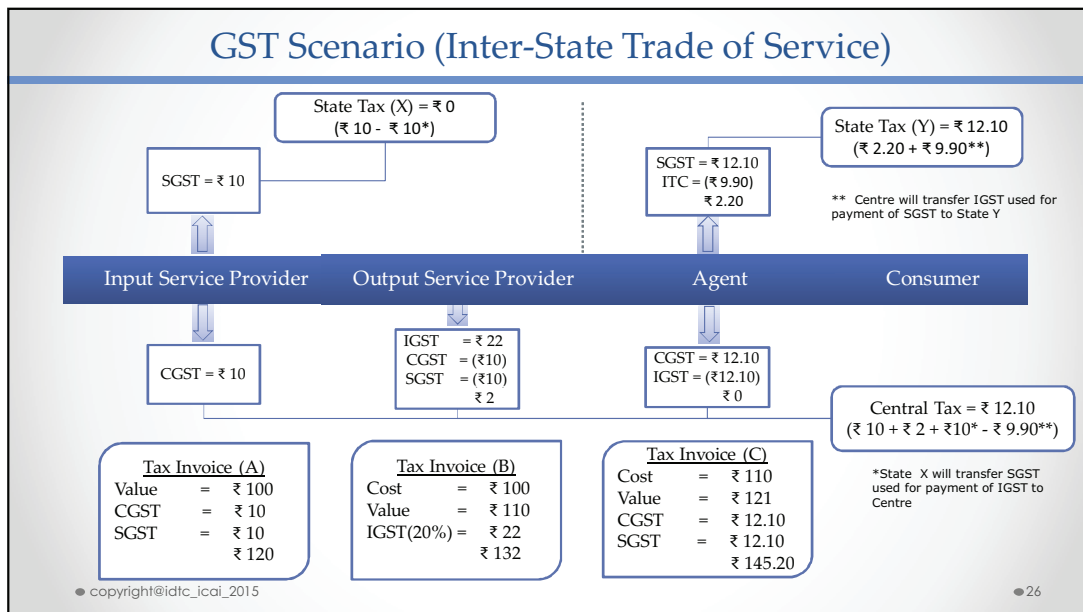 GST Scenario (Inter-State Trade of Service)
State Tax (X) = ₹ 0
(₹ 10 - ₹ 10*)
State Tax (Y) = ₹ 12.10
(₹ 2.20 + ₹ 9.90**)
SGST = ₹ 10
SGST = ₹ 12.10
ITC = (₹ 9.90)
₹ 2.20
** Centre will transfer IGST used for
payment of SGST to State Y
Input Service Provider Output Service Provider Agent Consumer
CGST = ₹ 10
IGST = ₹ 22
CGST = (₹10)
SGST = (₹10)
₹ 2
CGST = ₹ 12.10
IGST = (₹12.10)
₹ 0
Central Tax = ₹ 12.10
(₹ 10 + ₹ 2 + ₹10* - ₹ 9.90**)
Tax Invoice (A)
Value = ₹ 100
CGST = ₹ 10
SGST = ₹ 10
₹ 120
Tax Invoice (B)
Cost = ₹ 100
Value = ₹ 110
IGST(20%) = ₹ 22
₹ 132
Tax Invoice (C)
Cost = ₹ 110
Value = ₹ 121
CGST = ₹ 12.10
SGST = ₹ 12.10
₹ 145.20
*State X will transfer SGST
used for payment of IGST to
Centre
copyright@idtc_icai_2015
26